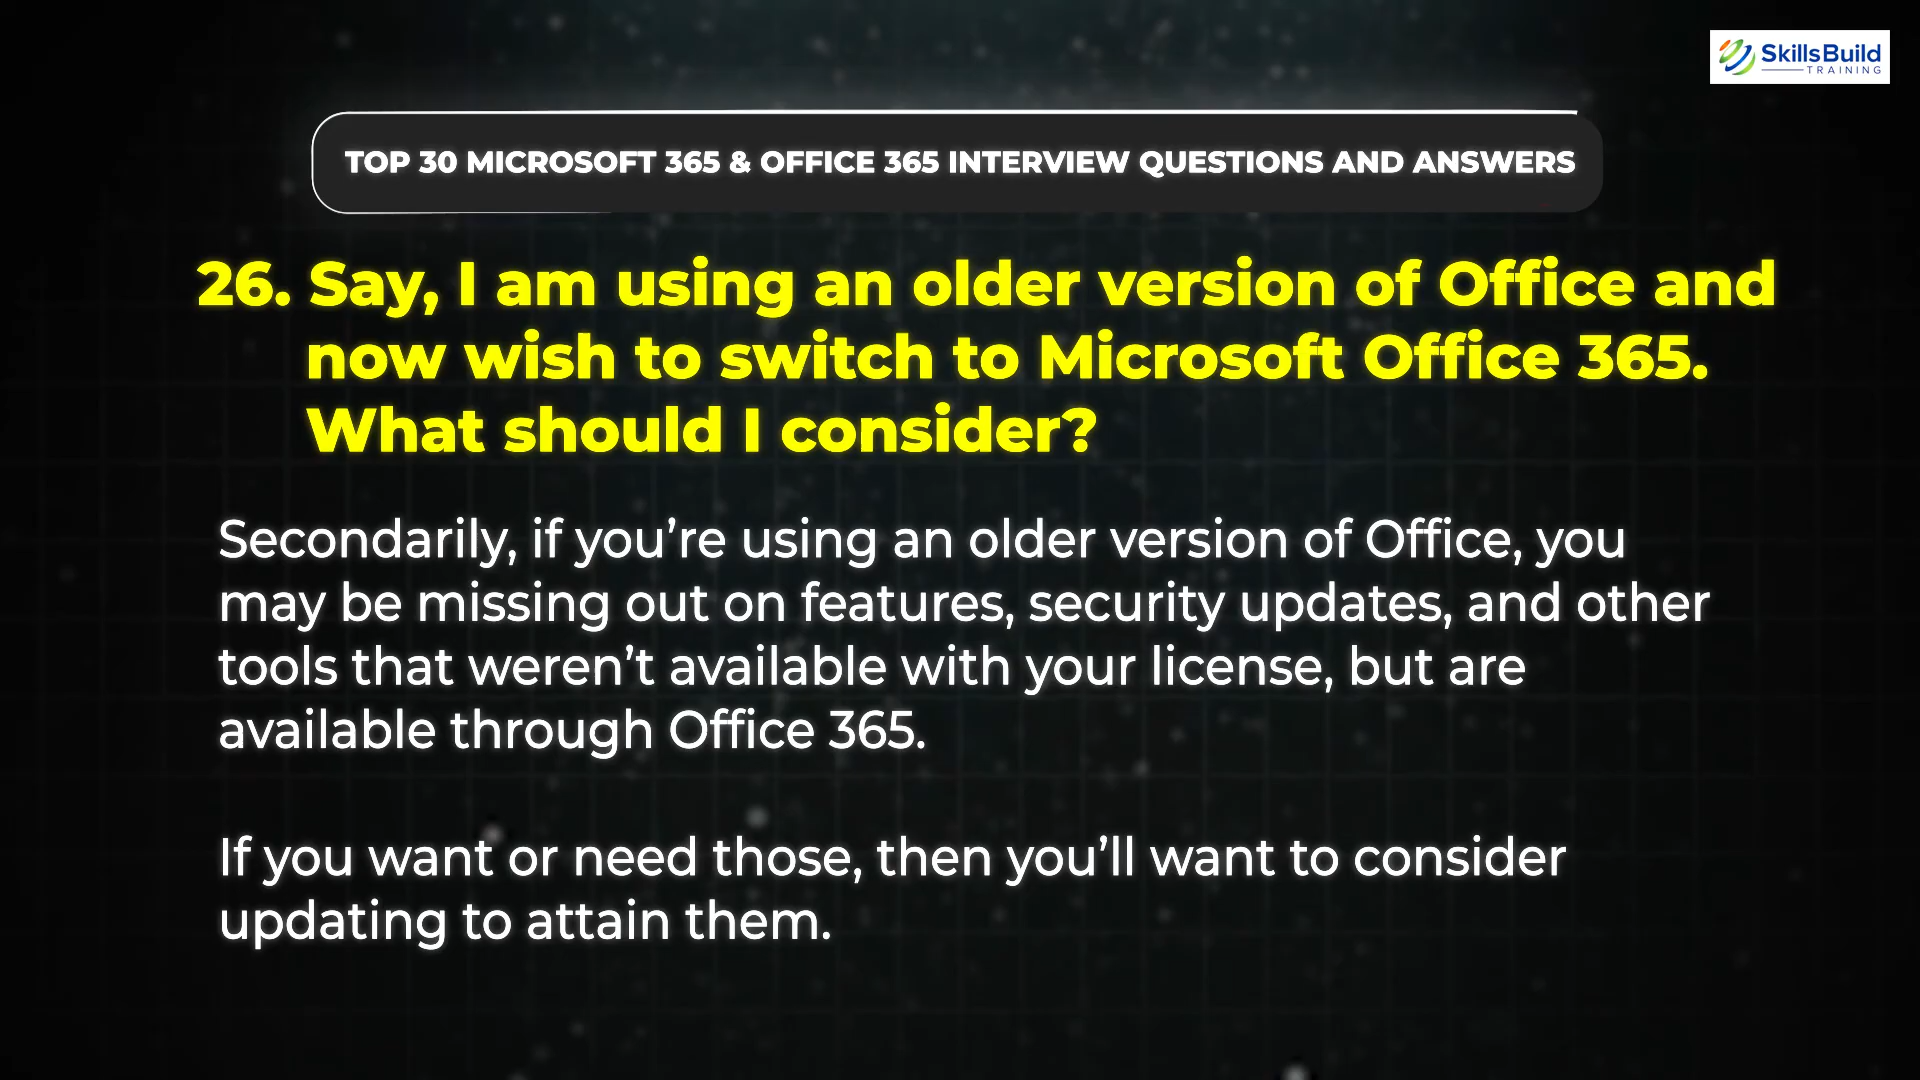 SkillsBuild
TRAINING
TOP 30 MICROSOFT 365 & OFFICE 365 INTERVIEW QUESTIONS AND ANSWERS
26. Say, I am using an older version of Office and
now wish to switch to Microsoft Office 365.
What should I consider?
Secondarily, if you’re using an older version of Office, you
may be missing out on features, security updates, and other
tools that weren’t available with your license, but are
available through Office 365.
If you want or need those, then you’ll want to consider
updating to attain them.